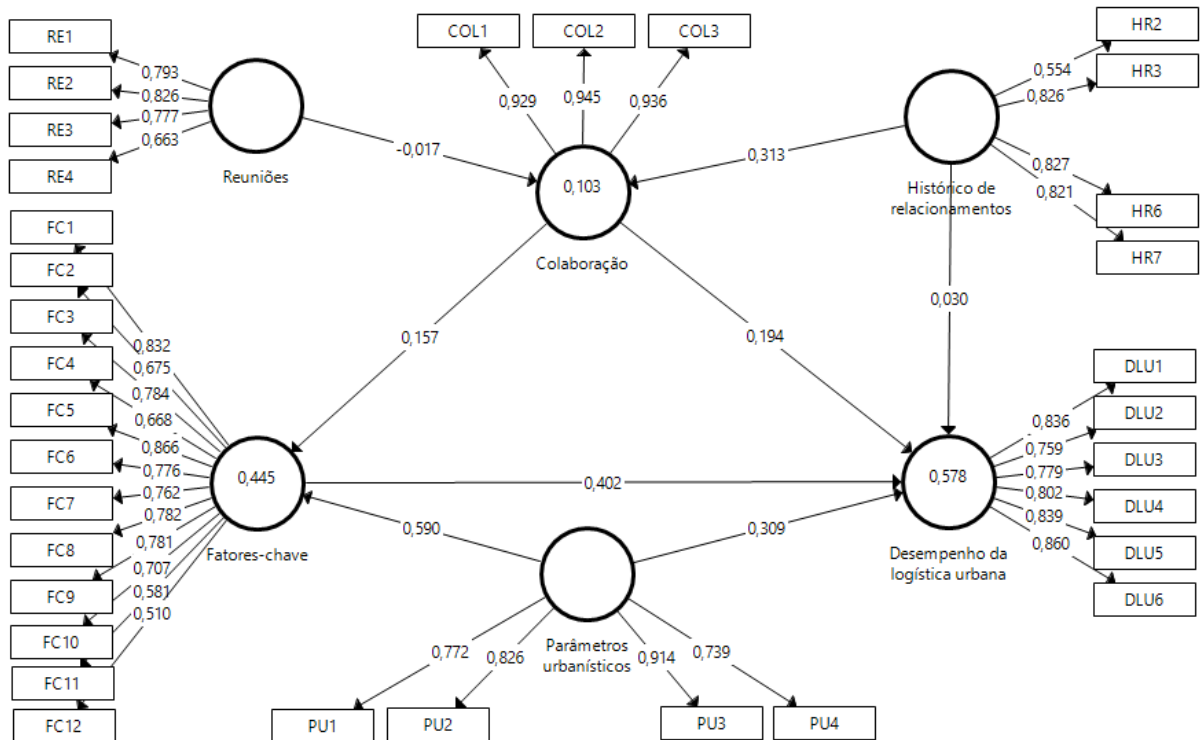 RE1
RE2
RE3
RE4
0,793
0,826
0,777
0,663
Reuniões
COL1
COL2
COL3
0,929
0,945
0,936
0,103
Colaboração
-0,017
0,313
HR2
HR3
HR6
HR7
0,554
0,826
0,827
0,821
Histórico de
relacionamentos
0,030
0,157
0,194
FC1
FC2
FC3
FC4
FC5
FC6
FC7
FC8
FC9
FC10
FC11
FC12
0,832
0,675
0,784
0,668
0,866
0,776
0,762
0,782
0,781
0,707
0,581
0,510
0,445
Fatores-chave
0,402
0,590
0,309
0,578
Desempenho da
logística urbana
DLU1
DLU2
DLU3
DLU4
DLU5
DLU6
0,836
0,759
0,779
0,802
0,839
0,860
Parâmetros
urbanísticos
0,772
0,826
0,914
0,739
PU1
PU2
PU3
PU4